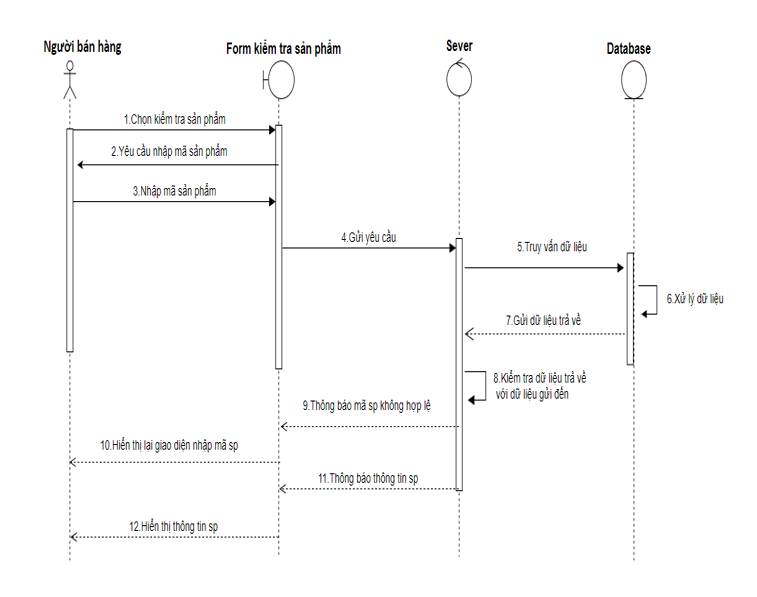 Người bán hàng
Form kiểm tra sản phẩm
Sever
Database
1.Chọn kiểm tra sản phẩm
2.Yêu cầu nhập mã sản phẩm
3.Nhập mã sản phẩm
4.Gửi yêu cầu
5.Truy vấn dữ liệu
6.Xử lý dữ liệu
7.Gửi dữ liệu trả về
8.Kiểm tra dữ liệu trả về
với dữ liệu gửi đến
9.Thông báo mã sp không hợp lệ
10.Hiển thị lai giao diện nhập mã sp
11.Thông báo thông tin sp
12.Hiển thị thông tin sp